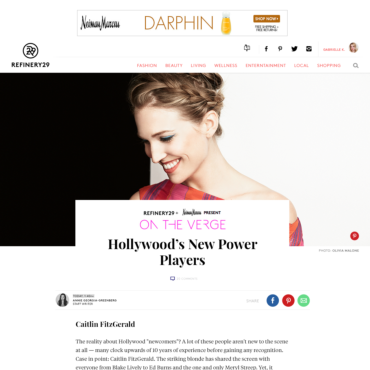 Neiman Marcus
DARPHIN
SHOP NOW>
FREE SHIPPING +
FREE RETURNS
29
REFINERY29
FASHION BEAUTY LIVING WELLNESS ENTERTAINMENT LOCAL SHOPPING
REFINERY29 + Neiman Marcus PRESENT
ON THE VERGE
Hollywood's New Power
Players
PHOTO: OLIVIA MALONE
ANNE GEORGIA GREENBERG
SHARE
Caitlin FitzGerald
The reality about Hollywood "newcomers"? A lot of these people aren't new to the
scene at all — many clock upwards of 10 years of experience before gaining any recognition.
Case in point: Caitlin FitzGerald. The striking blonde has shared the screen with
everyone from Blake Lively to Ed Burns and the one and only Meryl Streep. Yet, it